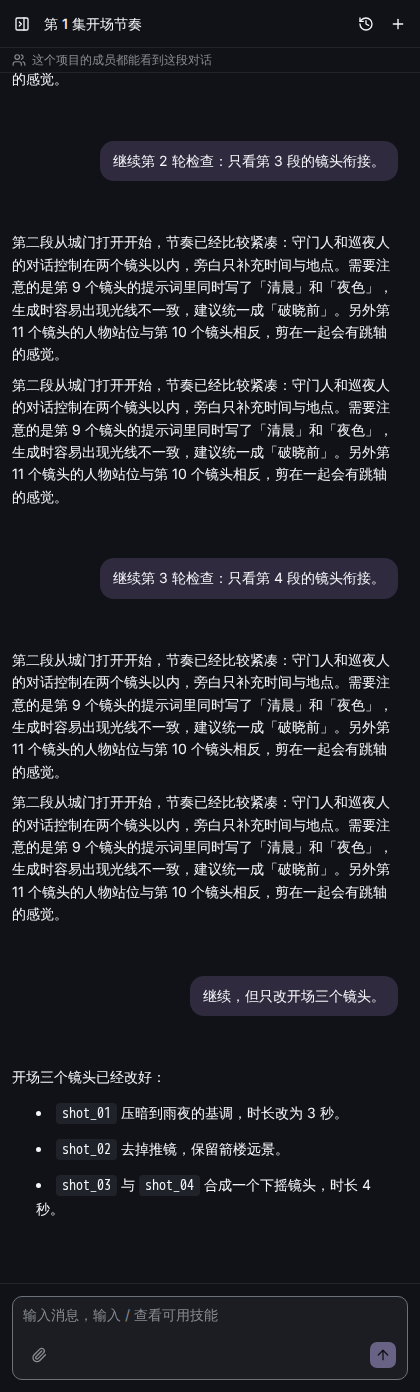 第 1 集开场节奏
这个项目的成员都能看到这段对话
的感觉。
继续第 2 轮检查：只看第 3 段的镜头衔接。
第二段从城门打开开始，节奏已经比较紧凑：守门人和巡夜人
的对话控制在两个镜头以内，旁白只补充时间与地点。需要注
意的是第 9 个镜头的提示词里同时写了「清晨」和「夜色」，
生成时容易出现光线不一致，建议统一成「破晓前」。另外第
11 个镜头的人物站位与第 10 个镜头相反，剪在一起会有跳轴
的感觉。
第二段从城门打开开始，节奏已经比较紧凑：守门人和巡夜人
的对话控制在两个镜头以内，旁白只补充时间与地点。需要注
意的是第 9 个镜头的提示词里同时写了「清晨」和「夜色」，
生成时容易出现光线不一致，建议统一成「破晓前」。另外第
11 个镜头的人物站位与第 10 个镜头相反，剪在一起会有跳轴
的感觉。
继续第 3 轮检查：只看第 4 段的镜头衔接。
第二段从城门打开开始，节奏已经比较紧凑：守门人和巡夜人
的对话控制在两个镜头以内，旁白只补充时间与地点。需要注
意的是第 9 个镜头的提示词里同时写了「清晨」和「夜色」，
生成时容易出现光线不一致，建议统一成「破晓前」。另外第
11 个镜头的人物站位与第 10 个镜头相反，剪在一起会有跳轴
的感觉。
第二段从城门打开开始，节奏已经比较紧凑：守门人和巡夜人
的对话控制在两个镜头以内，旁白只补充时间与地点。需要注
意的是第 9 个镜头的提示词里同时写了「清晨」和「夜色」，
生成时容易出现光线不一致，建议统一成「破晓前」。另外第
11 个镜头的人物站位与第 10 个镜头相反，剪在一起会有跳轴
的感觉。
继续，但只改开场三个镜头。
开场三个镜头已经改好：
• shot_01 压暗到雨夜的基调，时长改为 3 秒。
• shot_02 去掉推镜，保留箭楼远景。
• shot_03 与 shot_04 合成一个下摇镜头，时长 4
秒。
输入消息，输入 / 查看可用技能